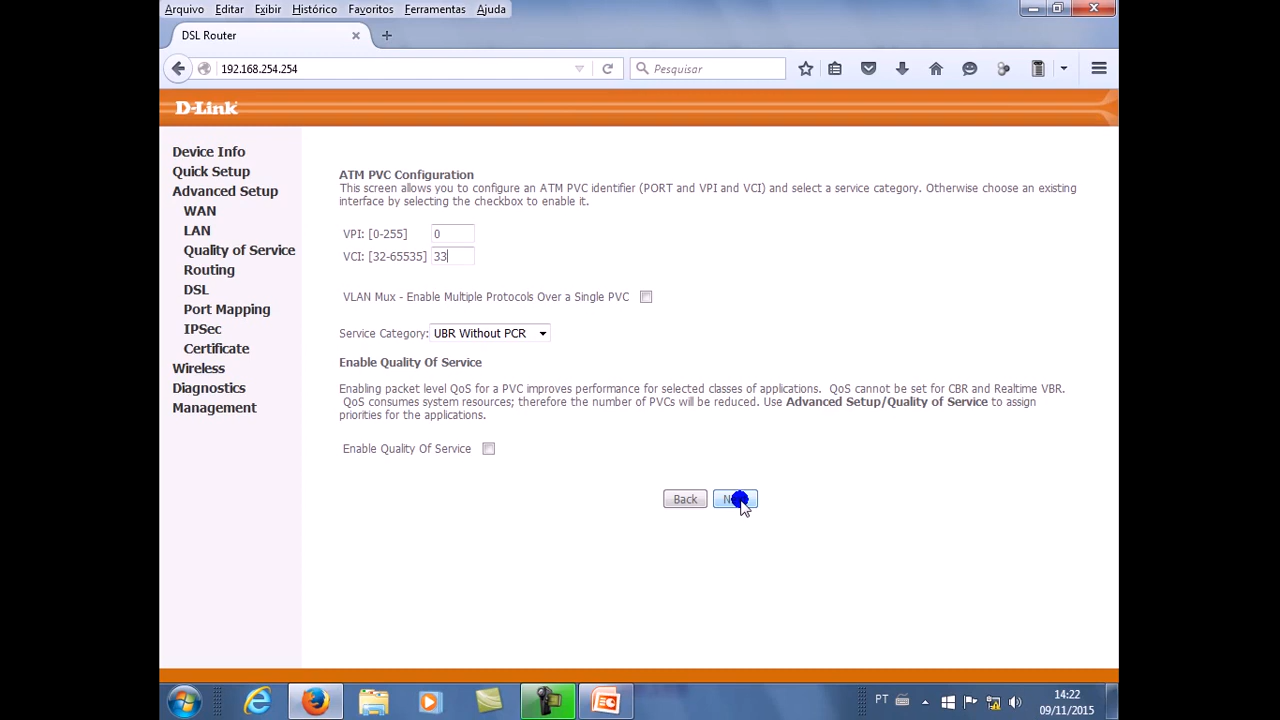 Arquivo Editar Exibir Histórico Favoritos Ferramentas Ajuda
DSL Router
192.168.254.254
Pesquisar
D-Link
Device Info
Quick Setup
Advanced Setup
WAN
LAN
Quality of Service
Routing
DSL
Port Mapping
IPSec
Certificate
Wireless
Diagnostics
Management
ATM PVC Configuration
This screen allows you to configure an ATM PVC identifier (PORT and VPI and VCI) and select a service category. Otherwise choose an existing
interface by selecting the checkbox to enable it.
VPI: [0-255] 0
VCI: [32-65535] 33
VLAN Mux - Enable Multiple Protocols Over a Single PVC
Service Category: UBR Without PCR
Enable Quality Of Service
Enabling packet level QoS for a PVC improves performance for selected classes of applications. QoS cannot be set for CBR and Realtime VBR.
QoS consumes system resources; therefore the number of PVCs will be reduced. Use Advanced Setup/Quality of Service to assign
priorities for the applications.
Enable Quality Of Service
Back
PT 14:22
09/11/2015